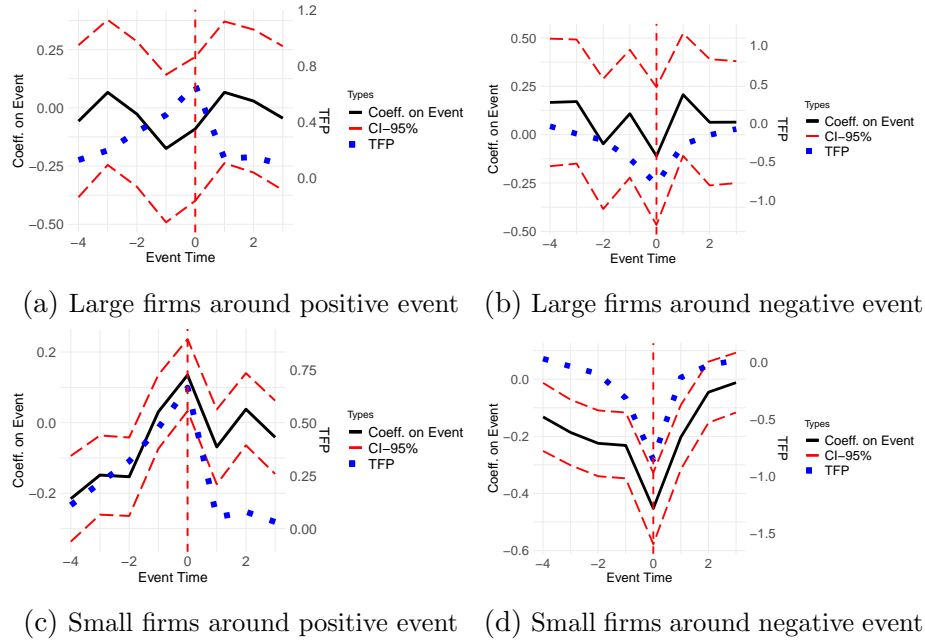 1.2
0.25
0.8
0.00
0.4
−0.25
0.0
−0.50
−4 −2 0 2
Event Time
Coeff. on Event
TFP
Types
Coeff. on Event
CI−95%
TFP
(a) Large firms around positive event
0.50
1.0
0.25
0.5
0.00
0.0
−0.25
−0.5
−1.0
−0.50
−4 −2 0 2
Event Time
Coeff. on Event
TFP
Types
Coeff. on Event
CI−95%
TFP
(b) Large firms around negative event
0.2
0.75
0.0
0.50
0.25
−0.2
0.00
−4 −2 0 2
Event Time
Coeff. on Event
TFP
Types
Coeff. on Event
CI−95%
TFP
(c) Small firms around positive event
0.0
0.0
−0.2
−0.5
−0.4
−1.0
−0.6
−1.5
−4 −2 0 2
Event Time
Coeff. on Event
TFP
Types
Coeff. on Event
CI−95%
TFP
(d) Small firms around negative event